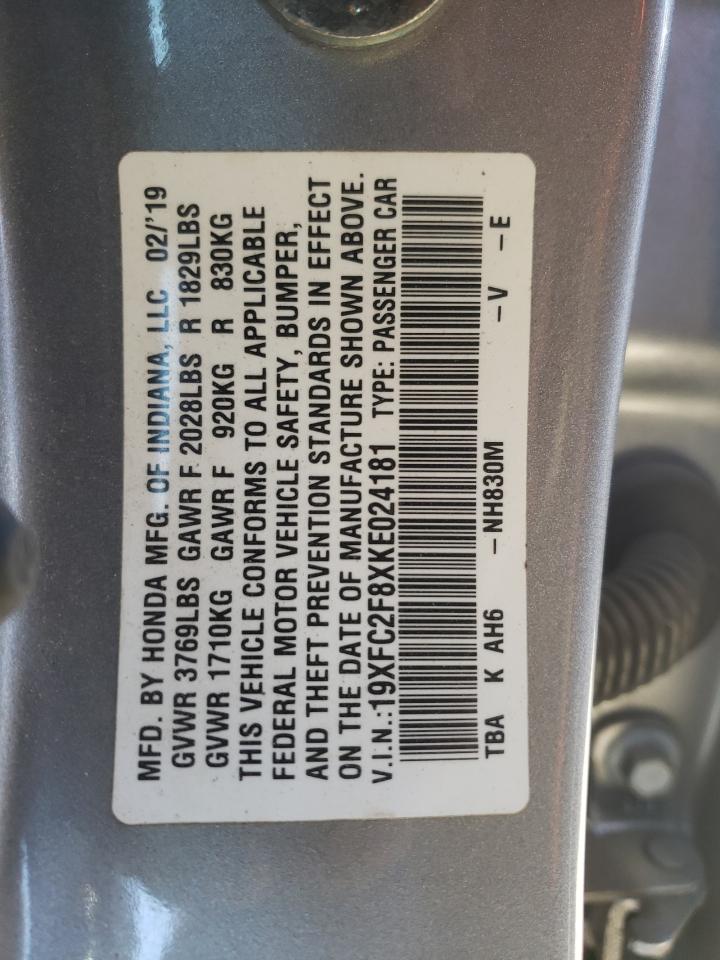 MFD. BY HONDA MFG. OF INDIANA, LLC 02/'19
GVWR 3769LBS GAWR F 2028LBS R 1829LBS
GVWR 1710KG GAWR F 920KG R 830KG
THIS VEHICLE CONFORMS TO ALL APPLICABLE
FEDERAL MOTOR VEHICLE SAFETY, BUMPER,
AND THEFT PREVENTION STANDARDS IN EFFECT
ON THE DATE OF MANUFACTURE SHOWN ABOVE.
V.I.N.:19XFC2F8XKE024181 TYPE: PASSENGER CAR
TBA K AH6 -NH830M -V -E